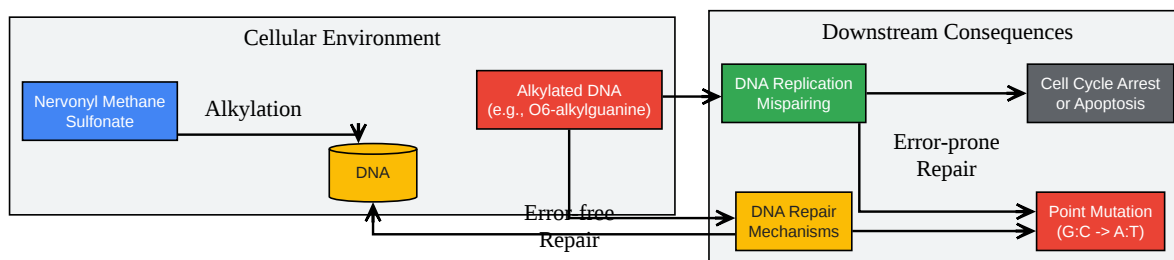 Cellular Environment
Nervonyl Methane
Sulfonate
Alkylation
DNA
Alkylated DNA
(e.g., O6-alkylguanine)
Error-free
Repair
Downstream Consequences
DNA Replication
Mispairing
Cell Cycle Arrest
or Apoptosis
Error-prone
Repair
DNA Repair
Mechanisms
Point Mutation
(G:C -> A:T)